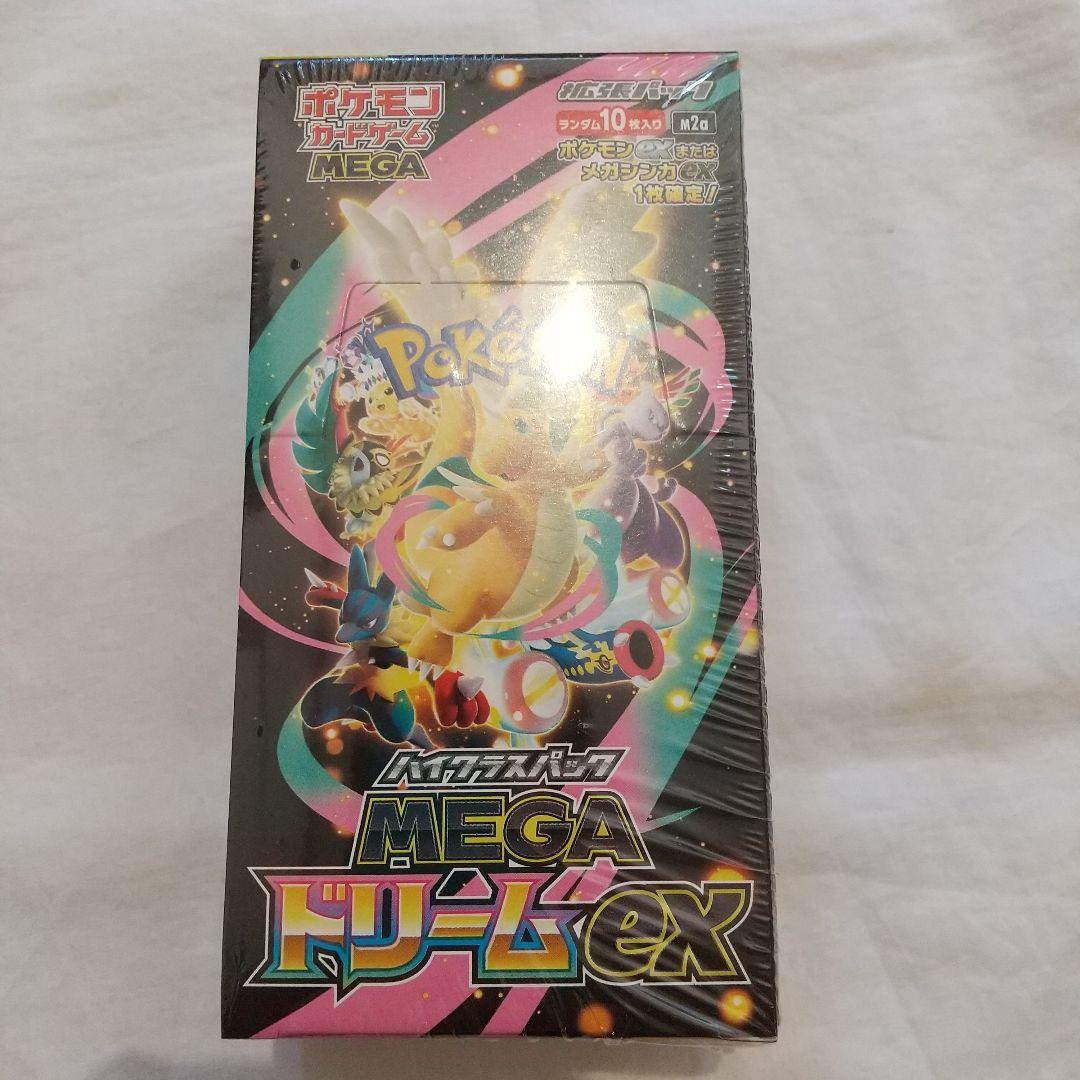 ポケモン
カードゲーム
MEGA
拡張パック
ランダム10枚入り
M2a
ポケモンexまたは
メガシンカex
1枚確定!
Pokémon
ハイクラスパック
MEGA
ドリームex